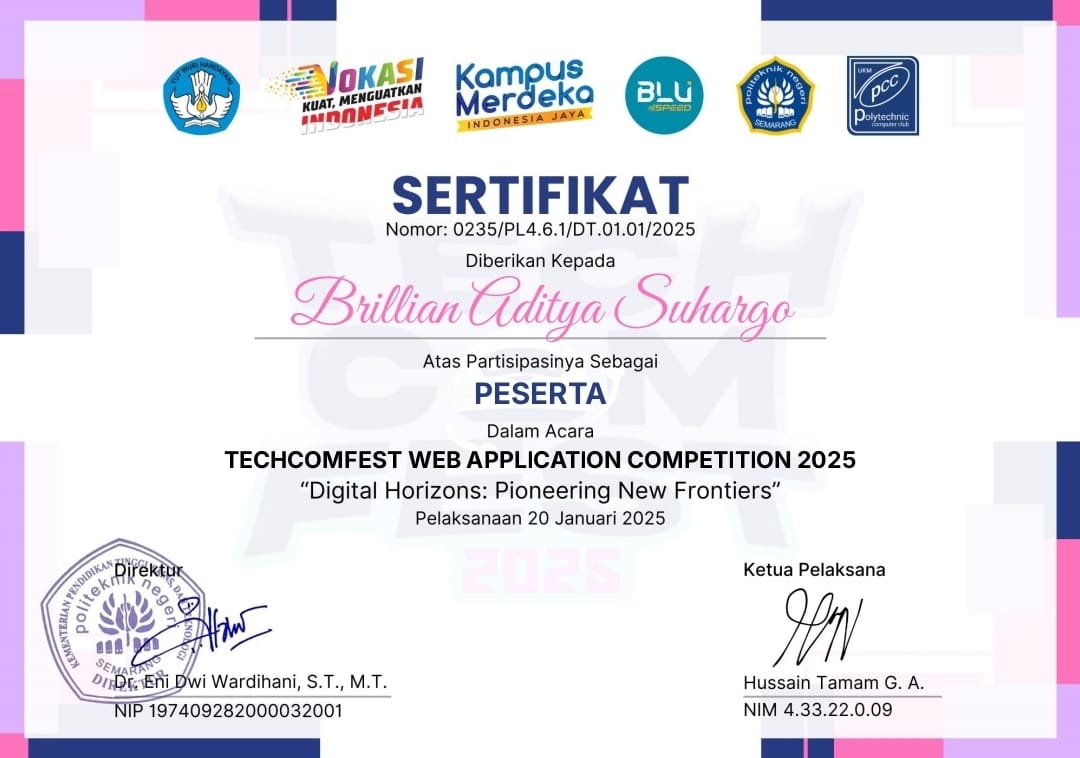 TUT WURI HANDAYANI
VOKASI
KUAT, MENGUATKAN
INDONESIA
Kampus
Merdeka
INDONESIA JAYA
BLU
SPEED
politeknik negeri
SEMARANG
UKM
PCC
Polytechnic
computer club
SERTIFIKAT
Nomor: 0235/PL4.6.1/DT.01.01/2025
Diberikan Kepada
Brillian Aditya Suhargo
Atas Partisipasinya Sebagai
PESERTA
Dalam Acara
TECHCOMFEST WEB APPLICATION COMPETITION 2025
“Digital Horizons: Pioneering New Frontiers”
Pelaksanaan 20 Januari 2025
TECH
COM
FEST
2025
Direktur
KEMENTERIAN PENDIDIKAN TINGGI, SAINS, DAN TEKNOLOGI
politeknik negeri
SEMARANG
DIREKTUR
Dr. Eni Dwi Wardihani, S.T., M.T.
NIP 197409282000032001
Ketua Pelaksana
Hussain Tamam G. A.
NIM 4.33.22.0.09